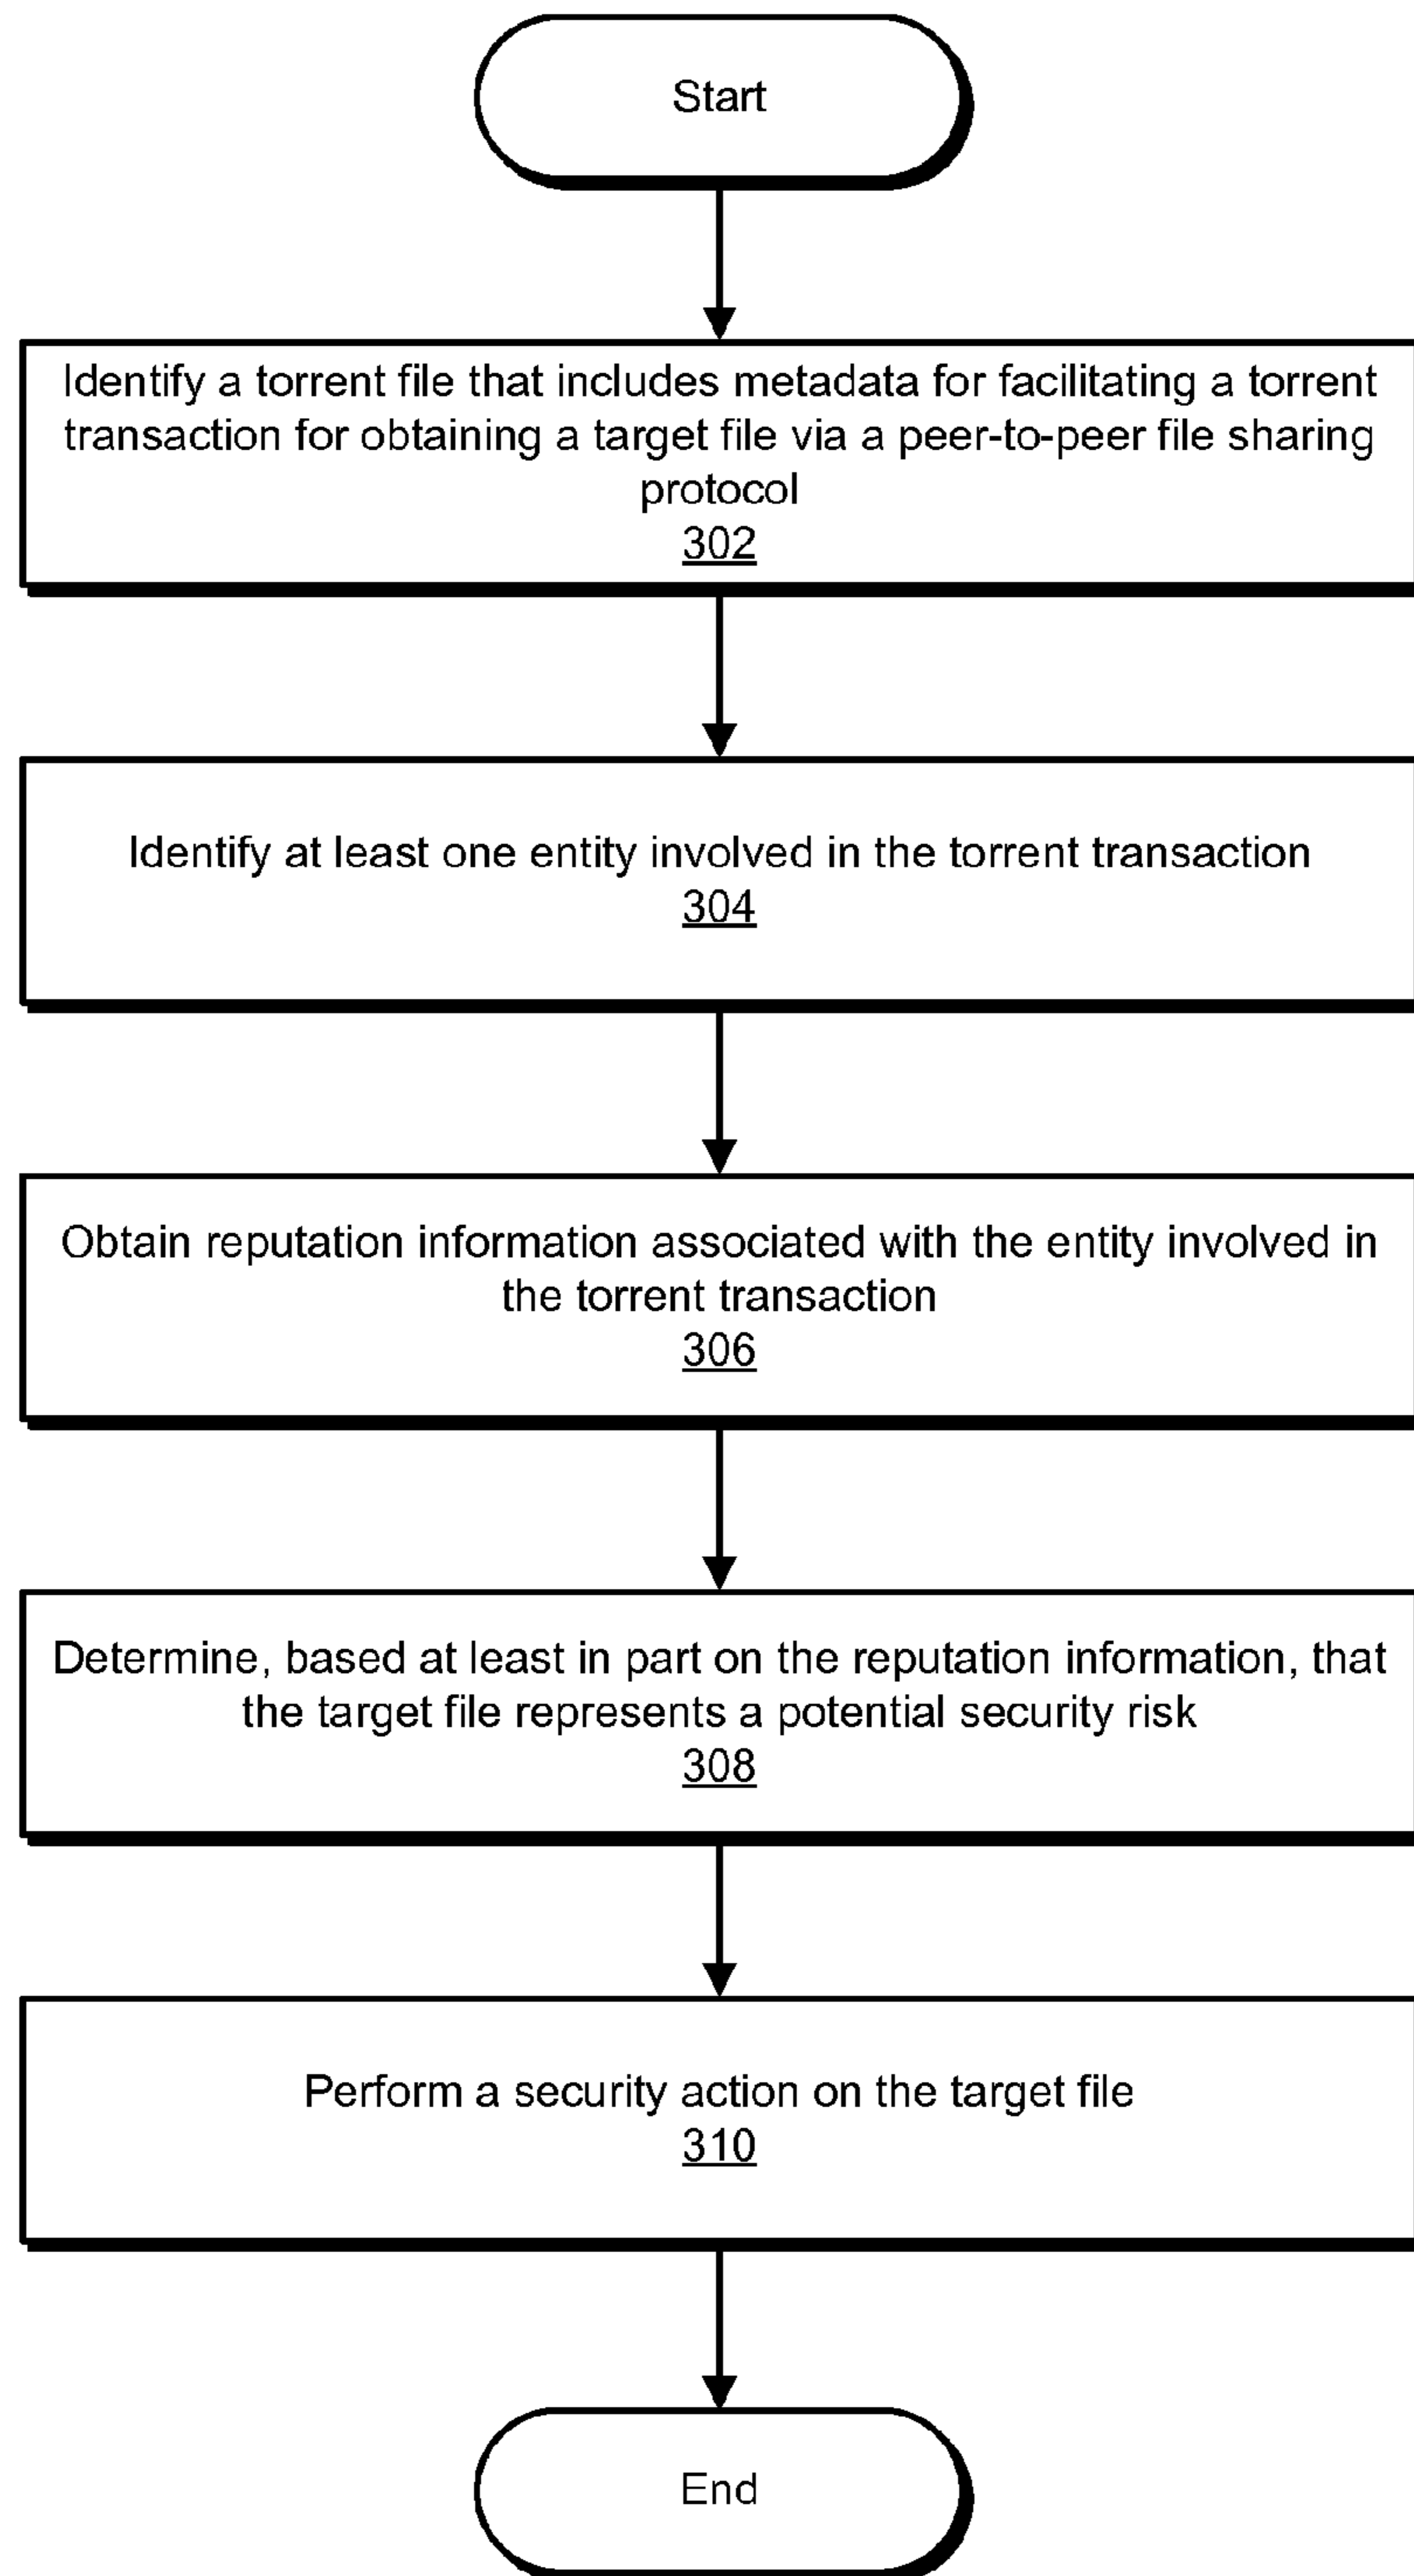 Start
Identify a torrent file that includes metadata for facilitating a torrent
transaction for obtaining a target file via a peer-to-peer file sharing
protocol
302
Identify at least one entity involved in the torrent transaction
304
Obtain reputation information associated with the entity involved in
the torrent transaction
306
Determine, based at least in part on the reputation information, that
the target file represents a potential security risk
308
Perform a security action on the target file
310
End